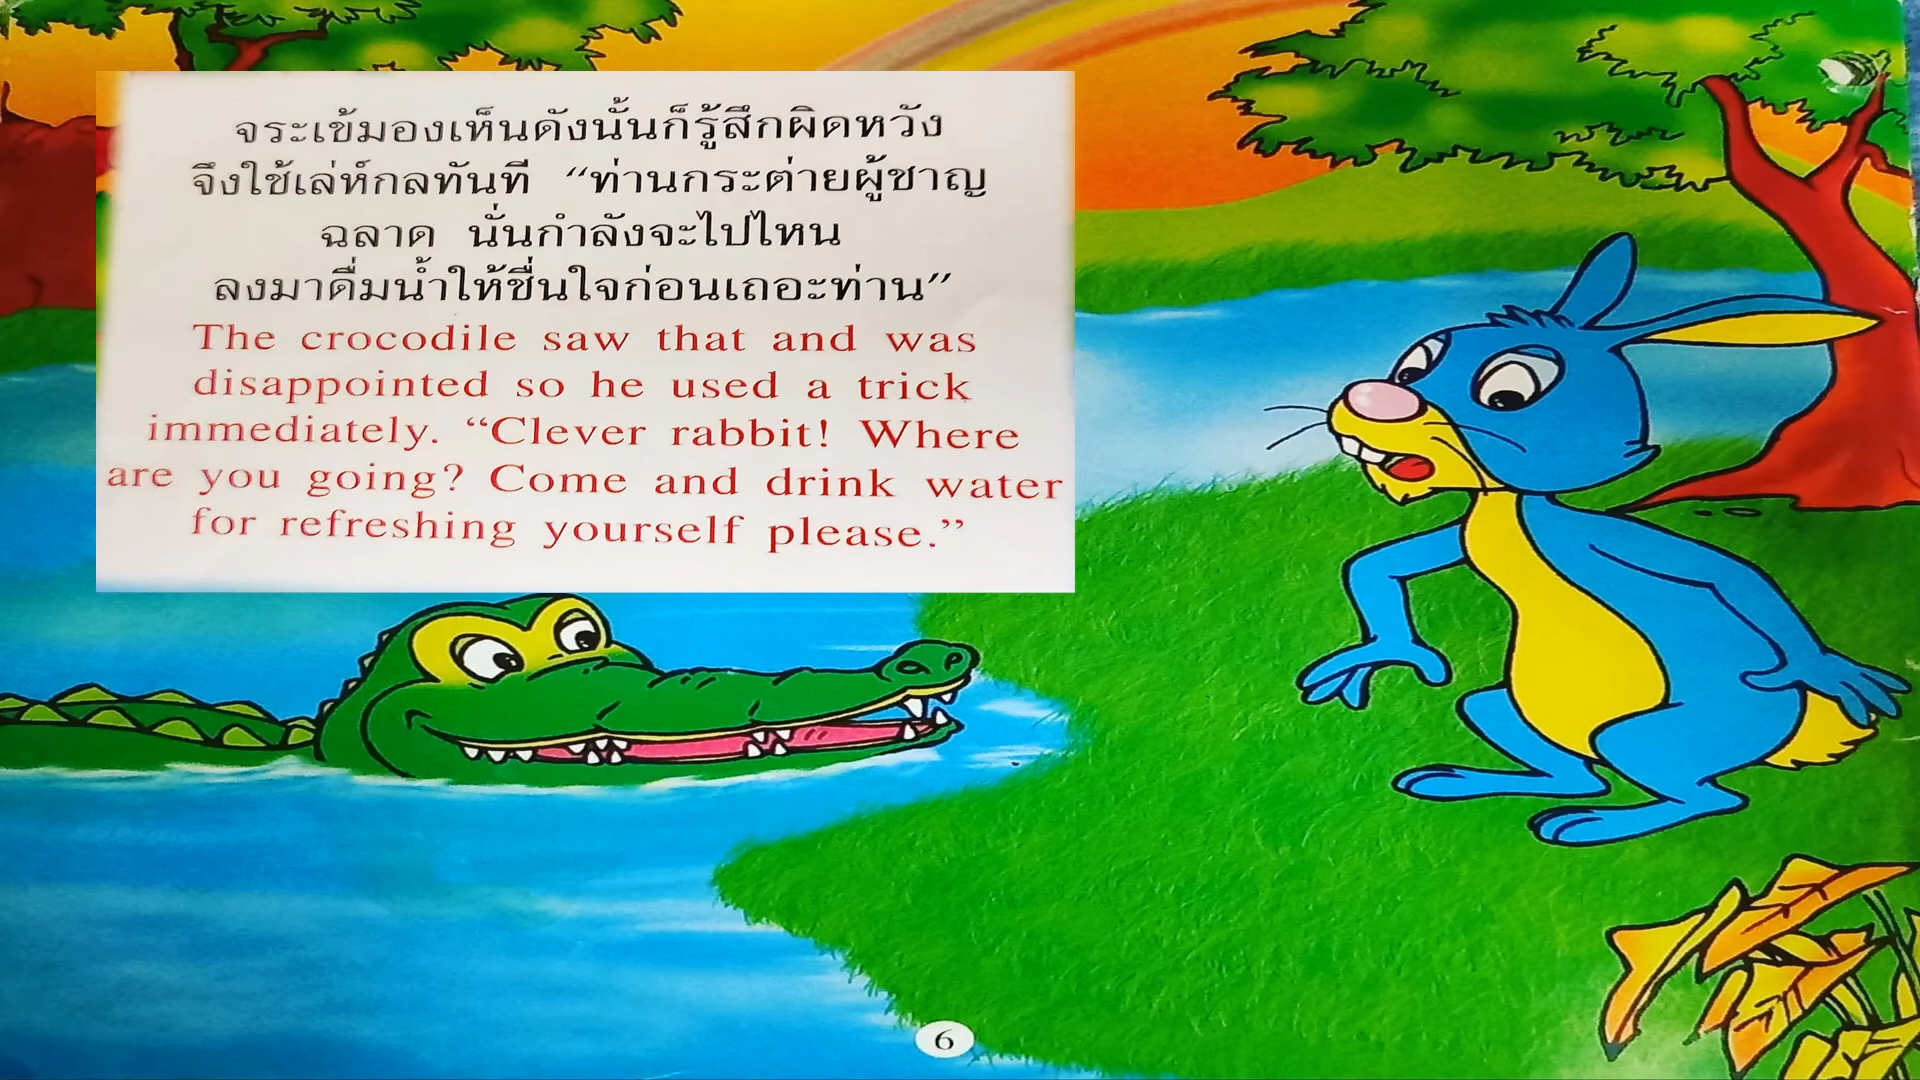 จระเข้มองเห็นดังนั้นก็รู้สึกผิดหวัง
จึงใช้เล่ห์กลทันที “ท่านกระต่ายผู้ชาญ
ฉลาด นั่นกำลังจะไปไหน
ลงมาดื่มน้ำให้ชื่นใจก่อนเถอะท่าน”
The crocodile saw that and was
disappointed so he used a trick
immediately. “Clever rabbit! Where
are you going? Come and drink water
for refreshing yourself please.”
6